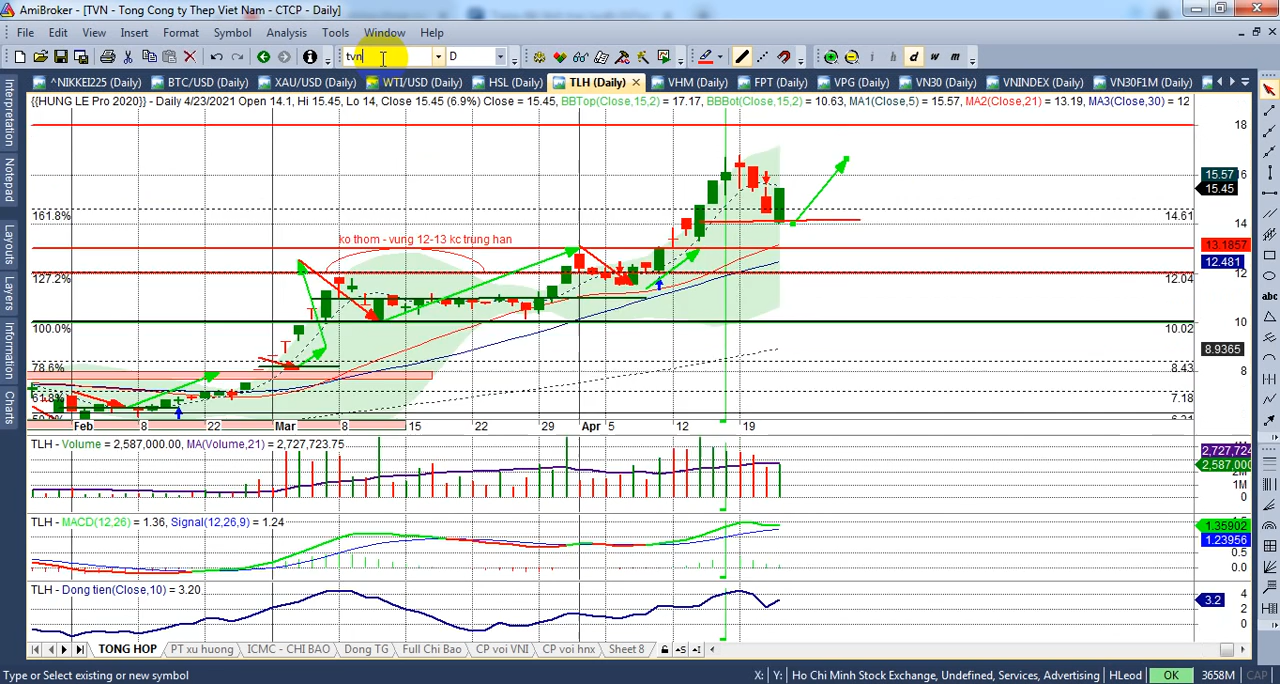 AmiBroker - [TVN - Tong Cong ty Thep Viet Nam - CTCP - Daily]
File Edit View Insert Format Symbol Analysis Tools Window Help
tvn D i h d w m
^NIKKEI225 (Daily) BTC/USD (Daily) XAU/USD (Daily) WTI/USD (Daily) HSL (Daily) TLH (Daily) VHM (Daily) FPT (Daily) VPG (Daily) VN30 (Daily) VNINDEX (Daily) VN30F1M (Daily)
{{HUNG LE Pro 2020}} - Daily 4/23/2021 Open 14.1, Hi 15.45, Lo 14, Close 15.45 (6.9%) Close = 15.45, BBTop(Close,15,2) = 17.17, BBBot(Close,15,2) = 10.63, MA1(Close,5) = 15.57, MA2(Close,21) = 13.19, MA3(Close,30) = 12
Interpretation
Notepad
Layouts
Layers
Information
Charts
abc
18
15.57
15.45
161.8%
14.61
14
ko thom - vung 12-13 kc trung han
13.1857
12.481
127.2%
12.04
100.0%
10
10.02
8.9365
78.6%
8
8.43
61.8%
7.18
Feb 8 22 Mar 8 15 22 29 Apr 5 12 19
TLH - Volume = 2,587,000.00, MA(Volume,21) = 2,727,723.75
2,727,724
2,587,000
1M
0
TLH - MACD(12,26) = 1.36, Signal(12,26,9) = 1.24
1.35902
1.23956
0.5
0.0
TLH - Dong tien(Close,10) = 3.20
4
3.2
2
0
TONG HOP PT xu huong ICMC - CHI BAO Dong TG Full Chi Bao CP voi VNI CP voi hnx Sheet 8
Type or Select existing or new symbol X: Y: Ho Chi Minh Stock Exchange, Undefined, Services, Advertising HLeod OK 3658M CAP